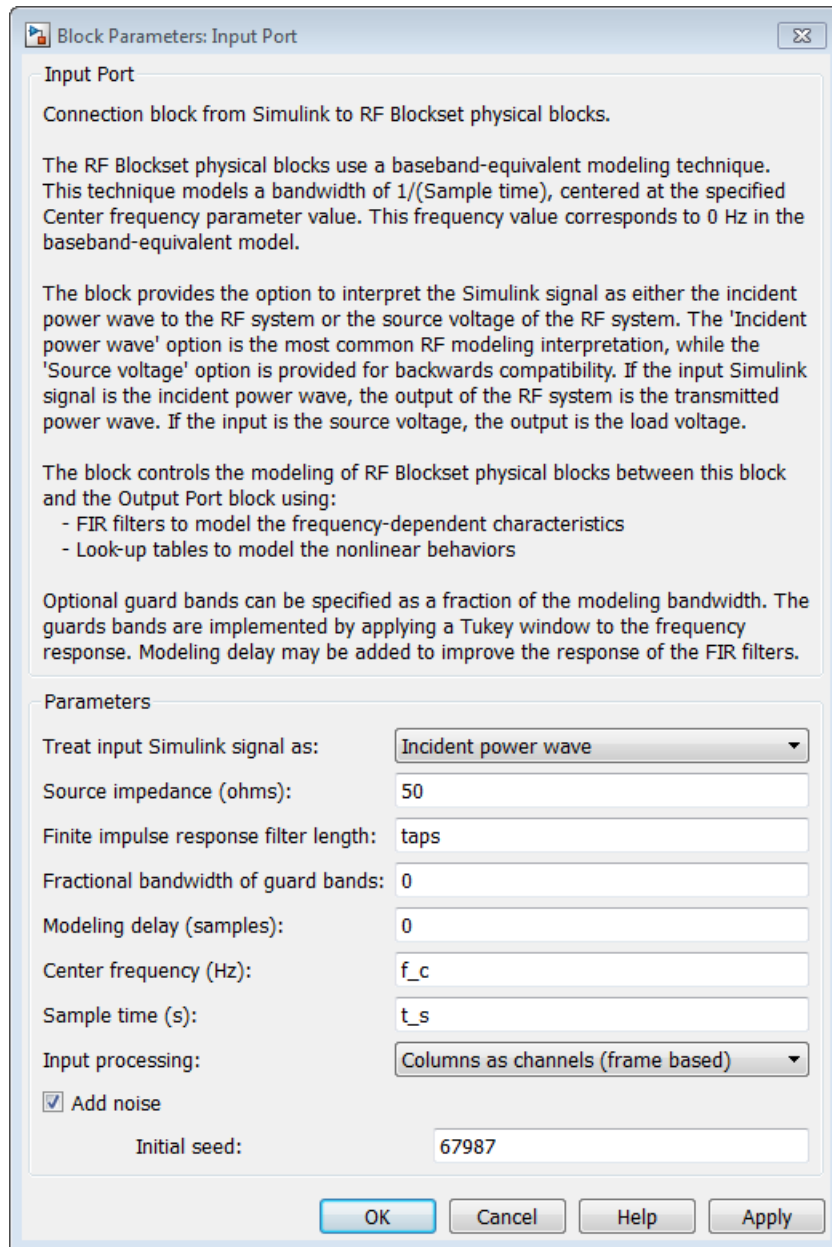 Block Parameters: Input Port
Input Port
Connection block from Simulink to RF Blockset physical blocks.
The RF Blockset physical blocks use a baseband-equivalent modeling technique.
This technique models a bandwidth of 1/(Sample time), centered at the specified
Center frequency parameter value. This frequency value corresponds to 0 Hz in the
baseband-equivalent model.
The block provides the option to interpret the Simulink signal as either the incident
power wave to the RF system or the source voltage of the RF system. The 'Incident
power wave' option is the most common RF modeling interpretation, while the
'Source voltage' option is provided for backwards compatibility. If the input Simulink
signal is the incident power wave, the output of the RF system is the transmitted
power wave. If the input is the source voltage, the output is the load voltage.
The block controls the modeling of RF Blockset physical blocks between this block
and the Output Port block using:
- FIR filters to model the frequency-dependent characteristics
- Look-up tables to model the nonlinear behaviors
Optional guard bands can be specified as a fraction of the modeling bandwidth. The
guards bands are implemented by applying a Tukey window to the frequency
response. Modeling delay may be added to improve the response of the FIR filters.
Parameters
Treat input Simulink signal as: Incident power wave
Source impedance (ohms): 50
Finite impulse response filter length: taps
Fractional bandwidth of guard bands: 0
Modeling delay (samples): 0
Center frequency (Hz): f_c
Sample time (s): t_s
Input processing: Columns as channels (frame based)
Add noise
Initial seed: 67987
OK Cancel Help Apply